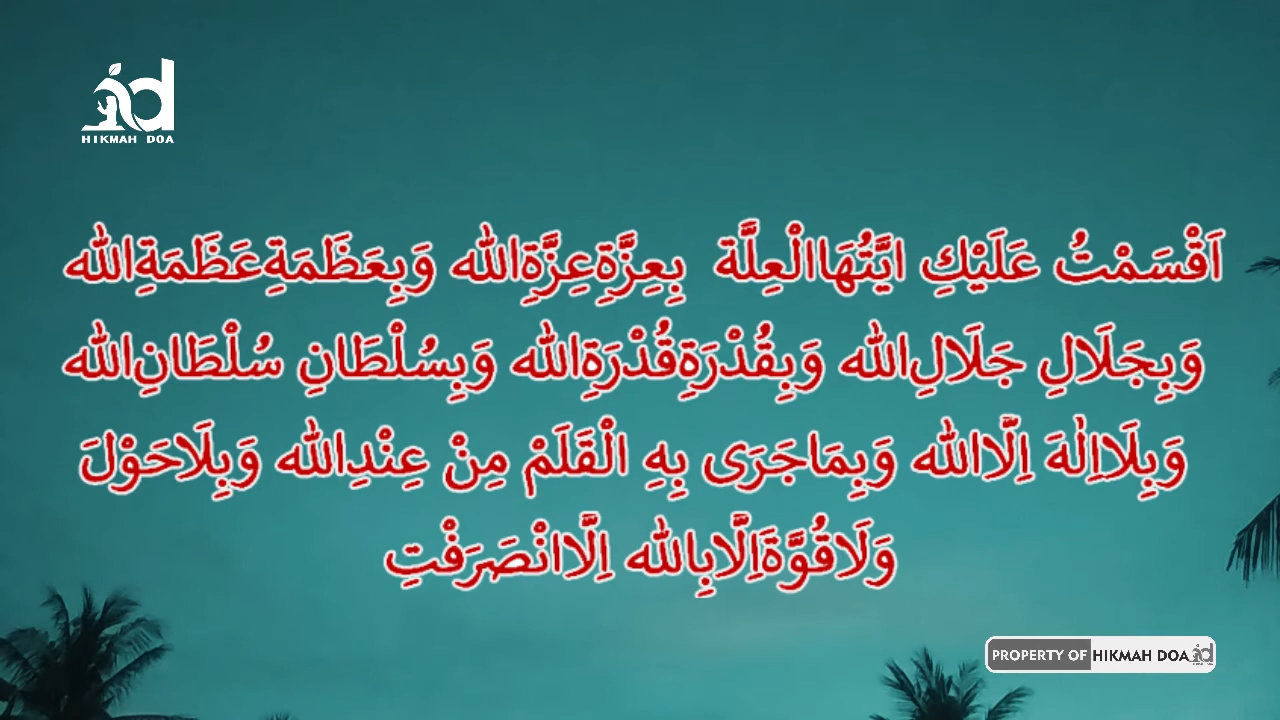 HIKMAH DOA
اَقْسَمْتُ عَلَيْكِ ايَّتُهَاالْعِلَّة بِعِزَّةِعِزَّةِالله وَبِعَظَمَةِعَظَمَةِالله
وَبِجَلَالِ جَلَالِالله وَبِقُدْرَةِقُدْرَةِالله وَبِسُلْطَانِ سُلْطَانِالله
وَبِلَااِلٰهَ اِلَّاالله وَبِمَاجَرَى بِهِ الْقَلَمْ مِنْ عِنْدِالله وَبِلَاحَوْلَ
وَلَاقُوَّةَاِلَّابِالله اِلَّاانْصَرَفْتِ
PROPERTY OF HIKMAH DOA